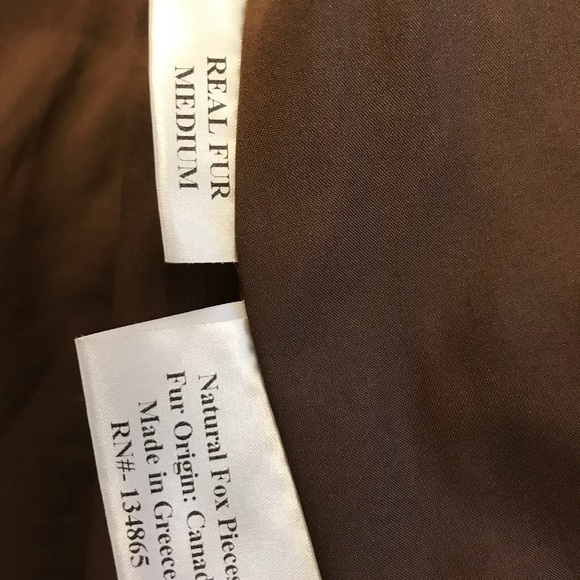 REAL FUR
MEDIUM
Natural Fox Pieces
Fur Origin: Canad
Made in Greece
RN#- 134865